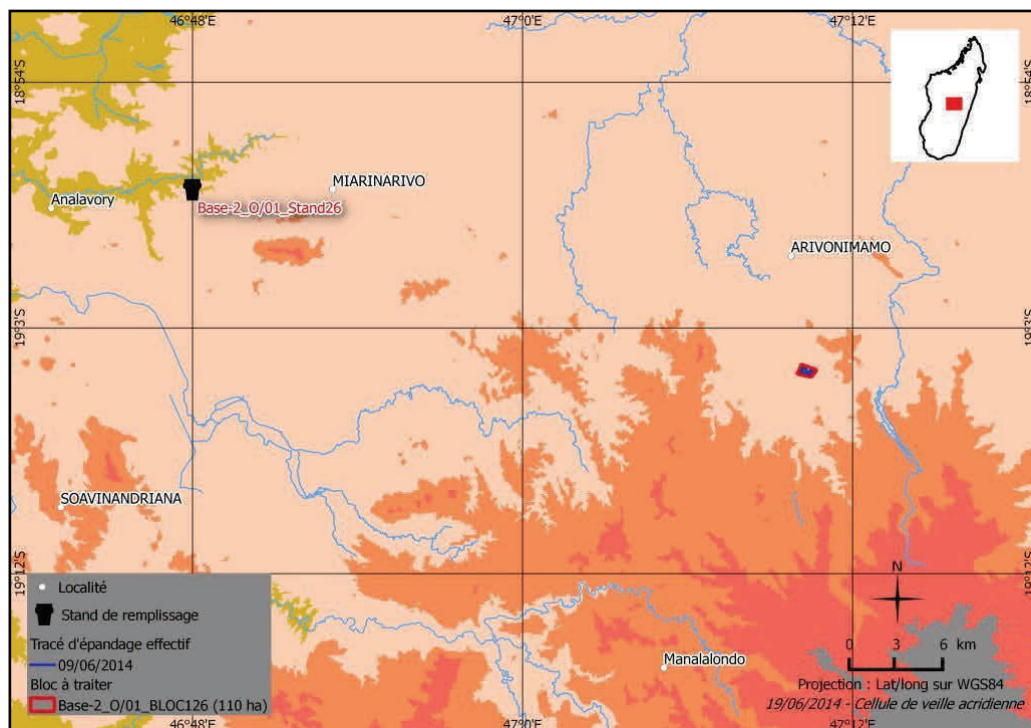 46°48'E
47°0'E
47°12'E
18°54'S
18°54'S
MIARINARIVO
Analavory
Base-2_O/01_Stand26
ARIVONIMAMO
19°3'S
19°3'S
SOAVINANDRIANA
19°12'S
19°12'S
Localité
Stand de remplissage
Tracé d'épandage effectif
09/06/2014
Bloc à traiter
Base-2_O/01_BLOC126 (110 ha)
Manalalondo
N
0 3 6 km
Projection : Lat/long sur WGS84
19/06/2014 - Cellule de veille acridienne
46°48'E
47°0'E
47°12'E